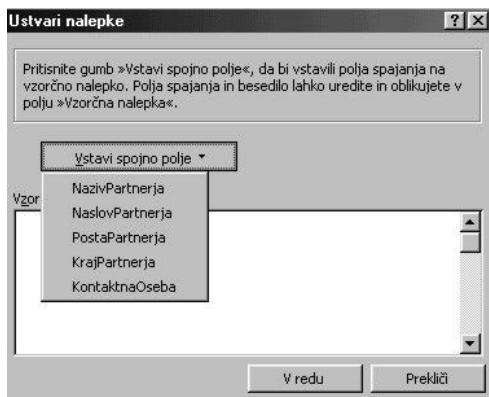 Ustvari nalepke
Pritisnite gumb »Vstavi spojno polje«, da bi vstavili polja spajanja na
vzorčno nalepko. Polja spajanja in besedilo lahko uredite in oblikujete v
polju »Vzorčna nalepka«.
Vstavi spojno polje
NazivPartnerja
Vzor
NaslovPartnerja
PostaPartnerja
KrajPartnerja
KontaktnaOseba
V redu
Prekliči